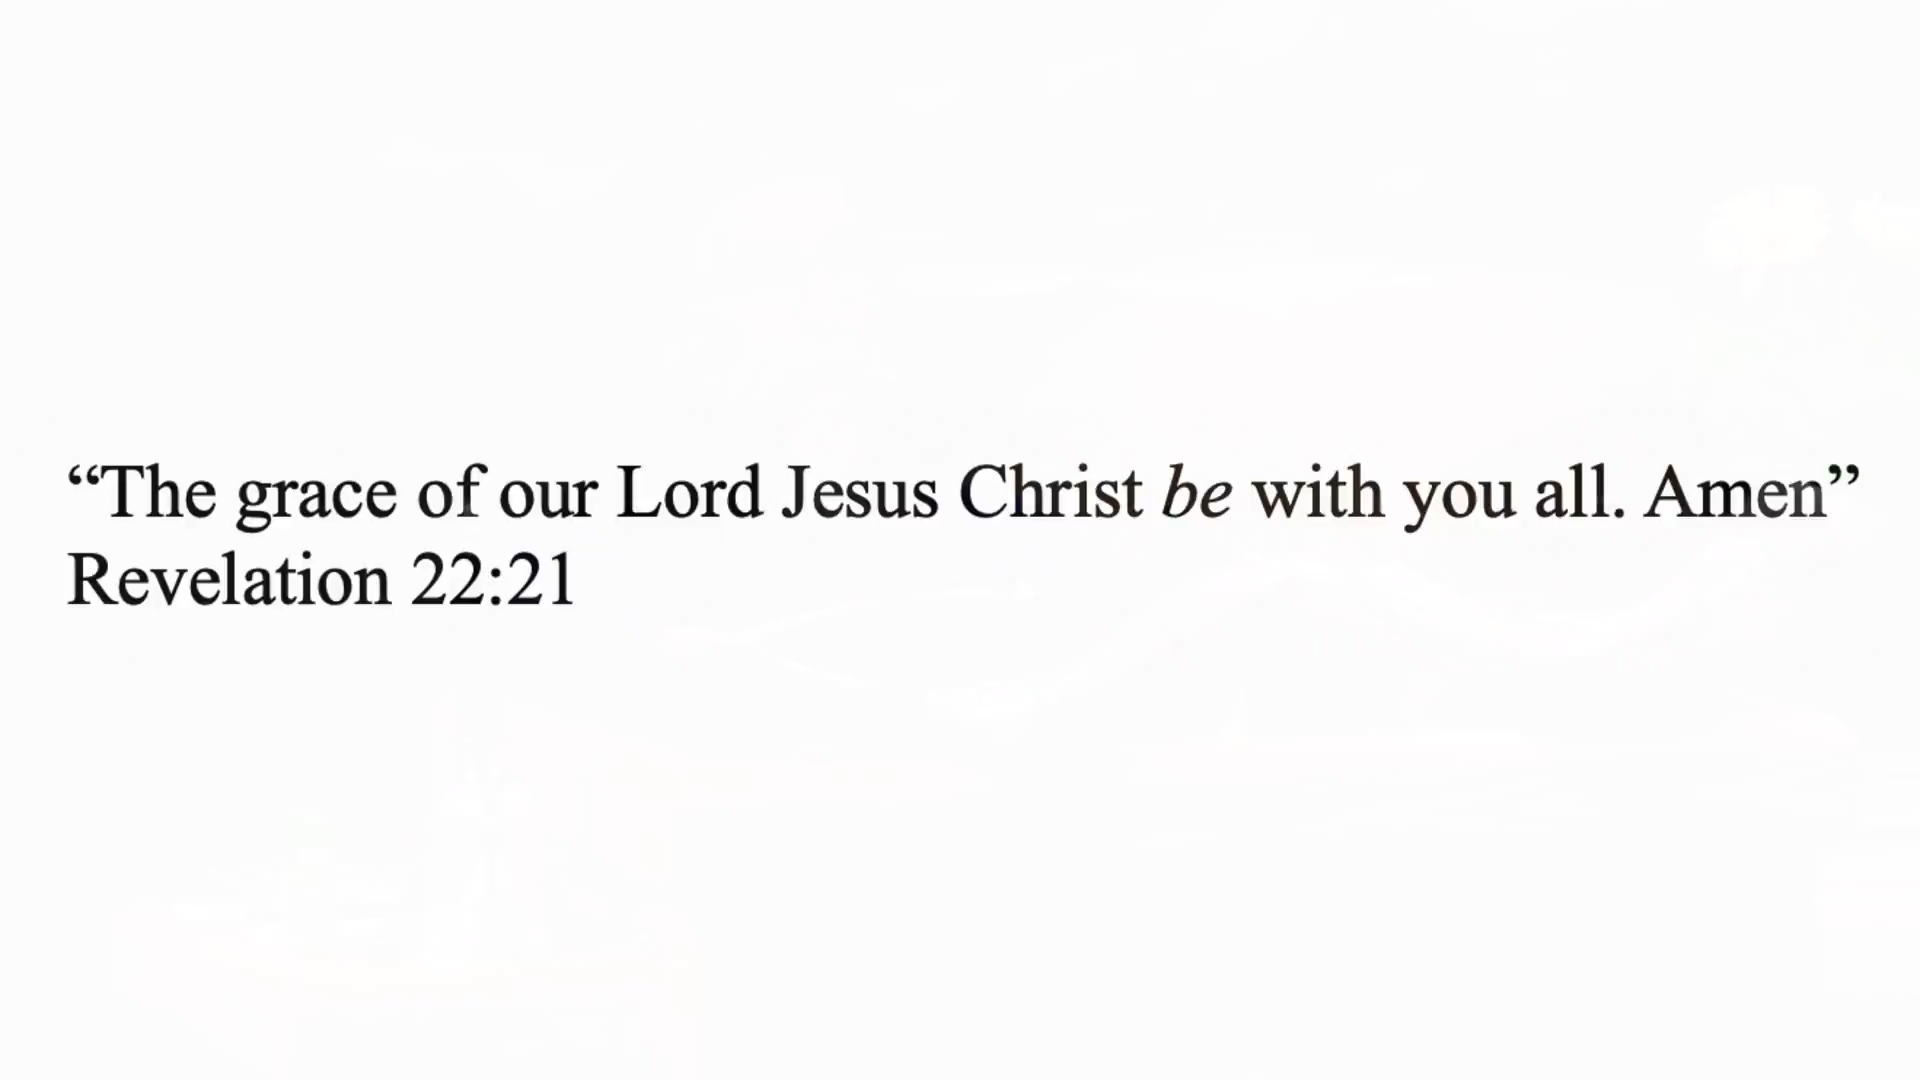 “The grace of our Lord Jesus Christ be with you all. Amen”
Revelation 22:21